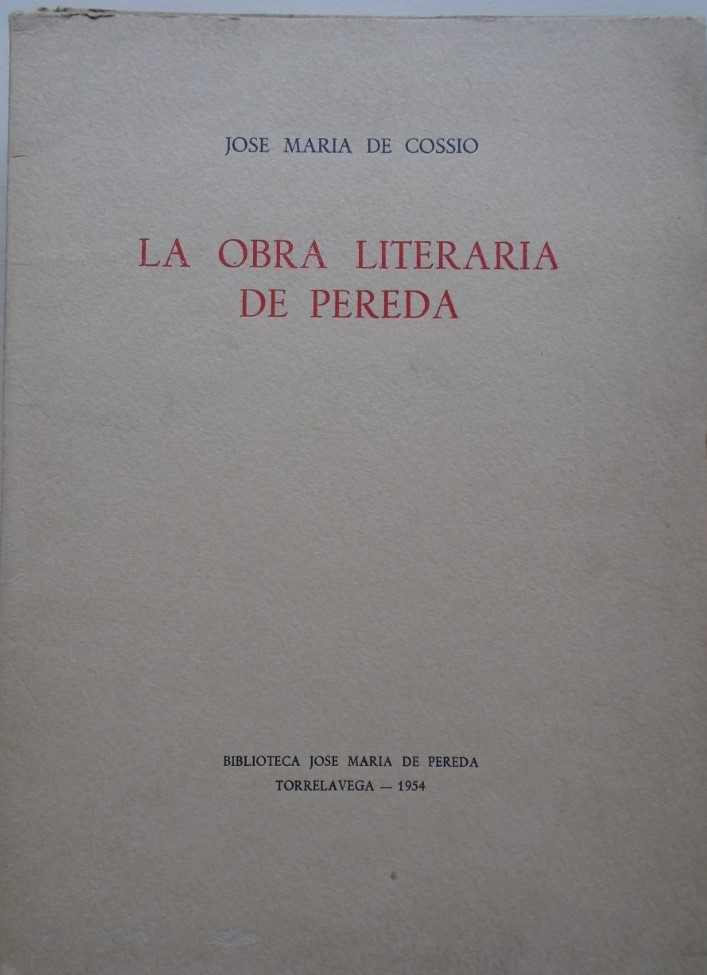 JOSE MARIA DE COSSIO
LA OBRA LITERARIA
DE PEREDA
BIBLIOTECA JOSE MARIA DE PEREDA
TORRELAVEGA — 1954